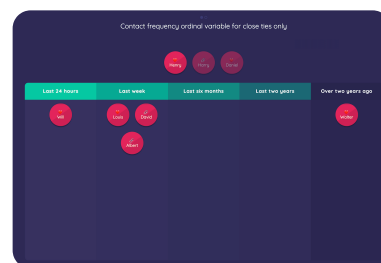 Contact frequency ordinal variable for close ties only
Henry Harry Daniel
Last 24 hours Last week Last six months Last two years Over two years ago
Will Louis David Walter
Albert